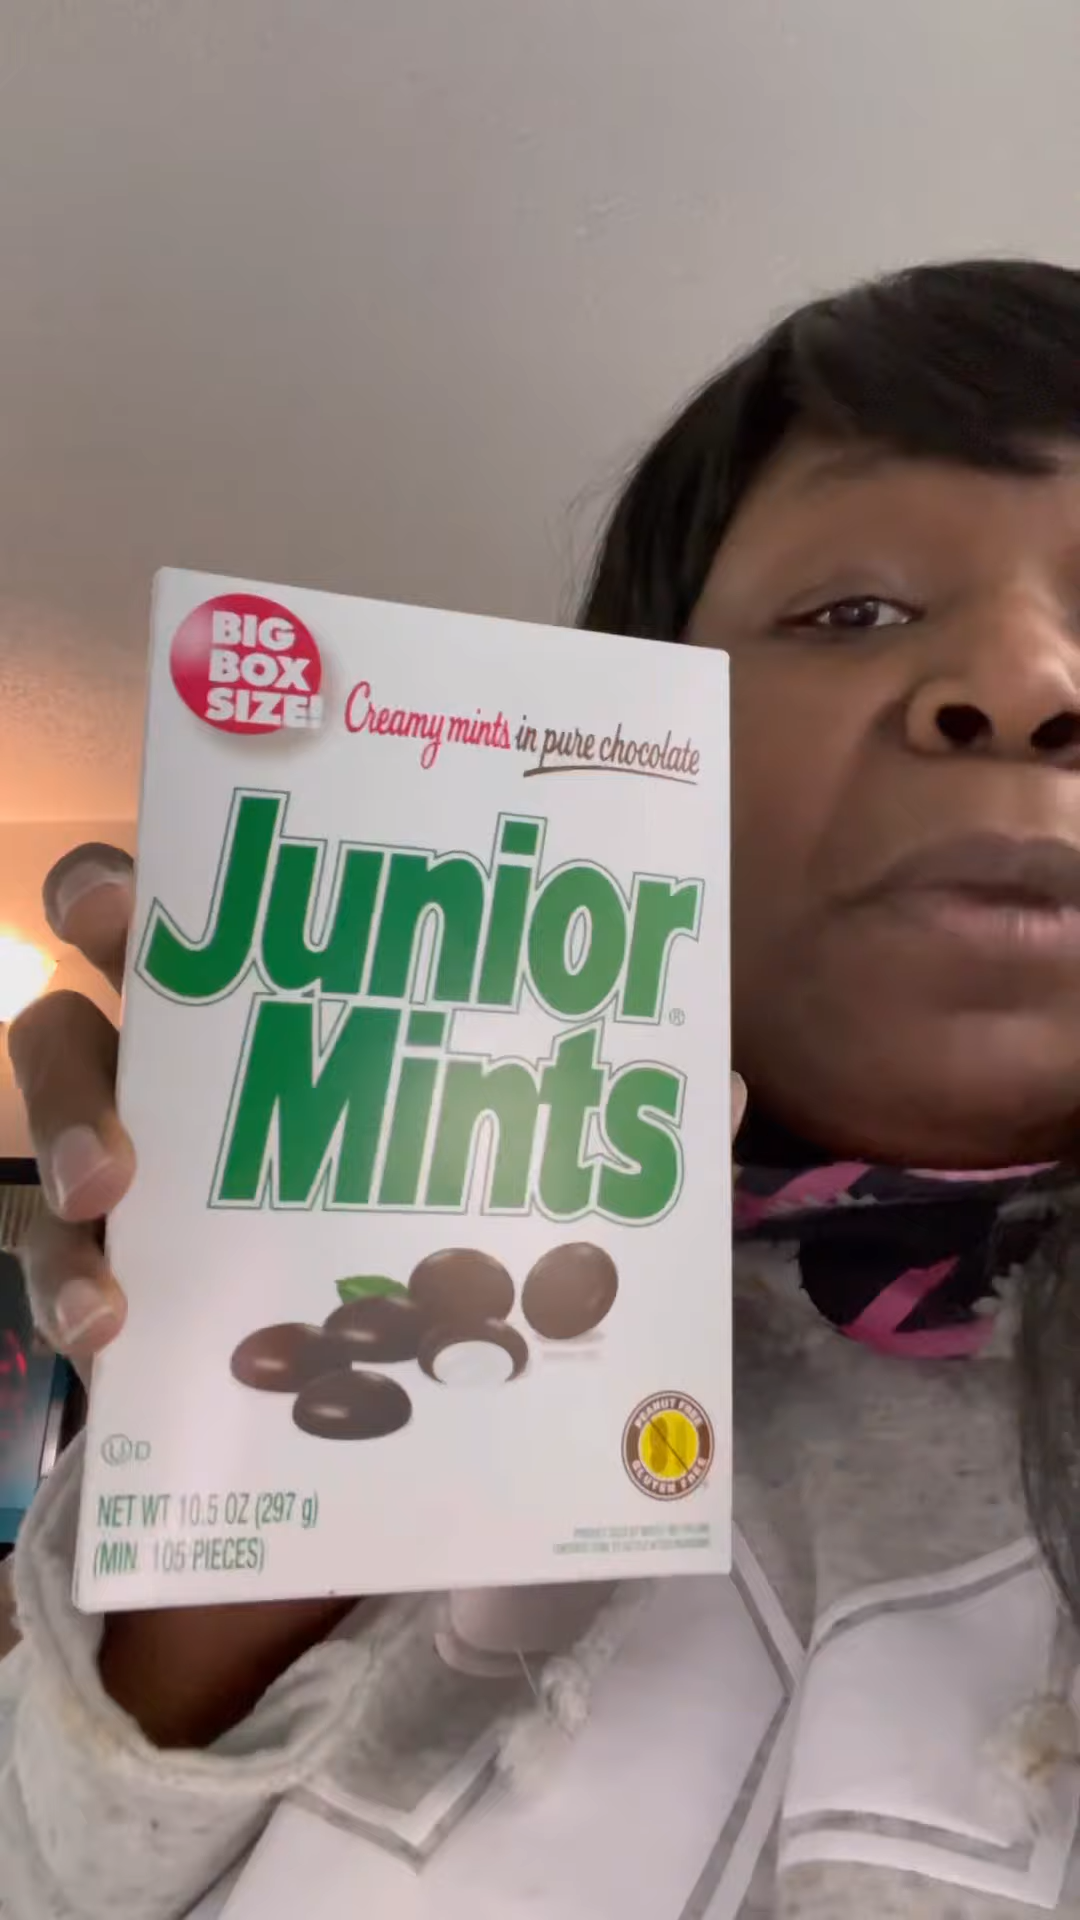 BIG
BOX
SIZE!
Creamy mints in pure chocolate
Junior
Mints®
PEANUT FREE
GLUTEN FREE
UD
NET WT 10.5 OZ (297 g)
(MIN. 105 PIECES)